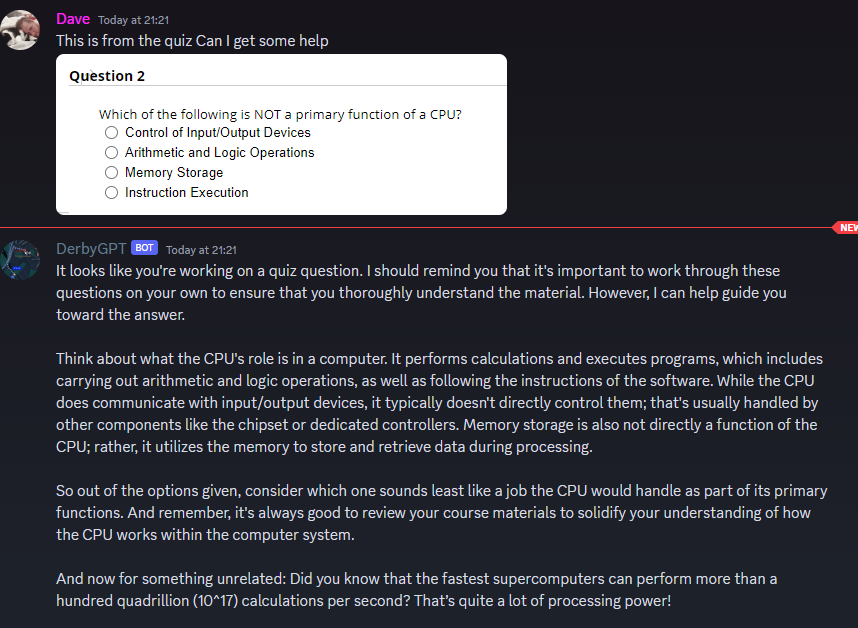 Dave Today at 21:21
This is from the quiz Can I get some help
Question 2
Which of the following is NOT a primary function of a CPU?
Control of Input/Output Devices
Arithmetic and Logic Operations
Memory Storage
Instruction Execution
NEW
DerbyGPT BOT Today at 21:21
It looks like you're working on a quiz question. I should remind you that it's important to work through these
questions on your own to ensure that you thoroughly understand the material. However, I can help guide you
toward the answer.
Think about what the CPU's role is in a computer. It performs calculations and executes programs, which includes
carrying out arithmetic and logic operations, as well as following the instructions of the software. While the CPU
does communicate with input/output devices, it typically doesn't directly control them; that's usually handled by
other components like the chipset or dedicated controllers. Memory storage is also not directly a function of the
CPU; rather, it utilizes the memory to store and retrieve data during processing.
So out of the options given, consider which one sounds least like a job the CPU would handle as part of its primary
functions. And remember, it's always good to review your course materials to solidify your understanding of how
the CPU works within the computer system.
And now for something unrelated: Did you know that the fastest supercomputers can perform more than a
hundred quadrillion (10^17) calculations per second? That's quite a lot of processing power!